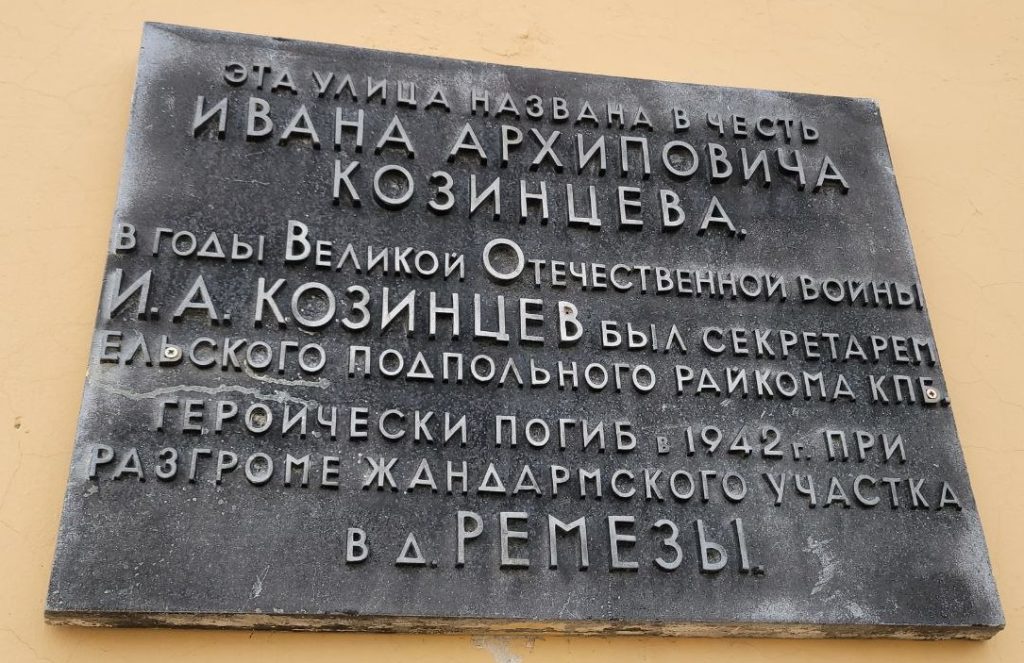 ЭТА УЛИЦА НАЗВАНА В ЧЕСТЬ
ИВАНА АРХИПОВИЧА
КОЗИНЦЕВА.
В ГОДЫ ВЕЛИКОЙ ОТЕЧЕСТВЕННОЙ ВОЙНЫ
И. А. КОЗИНЦЕВ БЫЛ СЕКРЕТАРЕМ
ЕЛЬСКОГО ПОДПОЛЬНОГО РАЙКОМА КПБ.
ГЕРОИЧЕСКИ ПОГИБ В 1942 г. ПРИ
РАЗГРОМЕ ЖАНДАРМСКОГО УЧАСТКА
В Д. РЕМЕЗЫ.